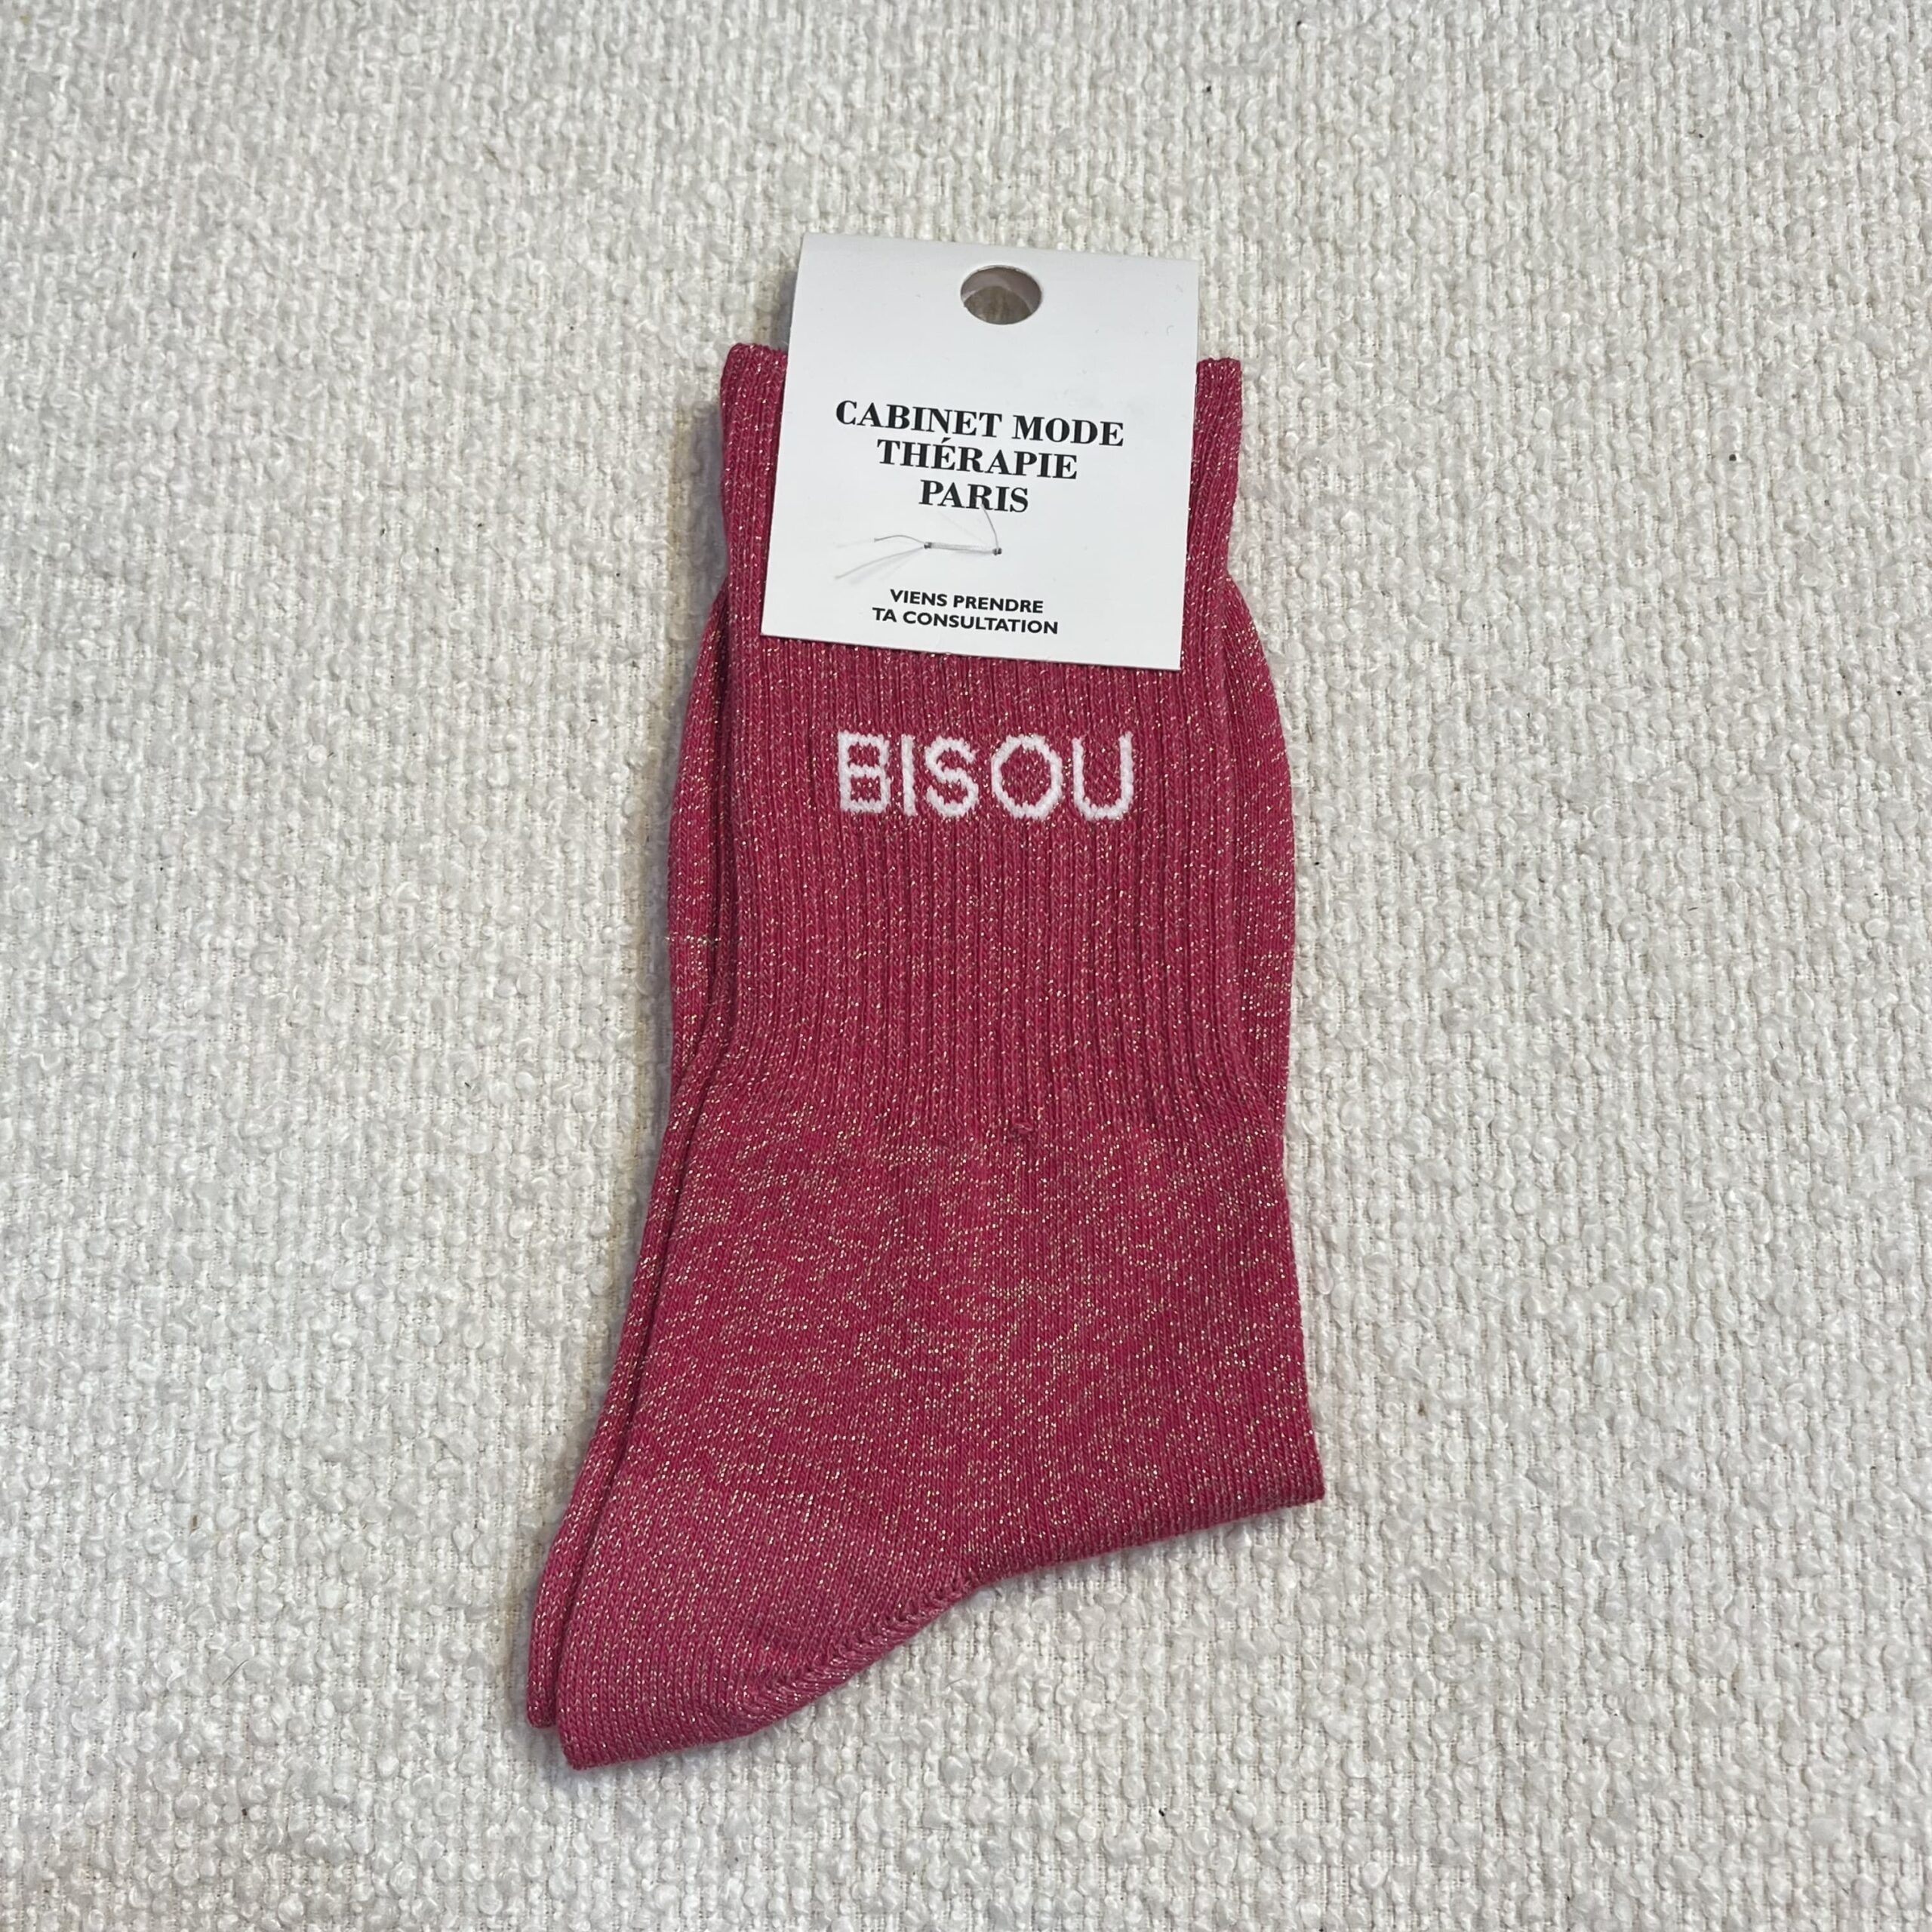 CABINET MODE
THÉRAPIE
PARIS
VIENS PRENDRE
TA CONSULTATION
BISOU